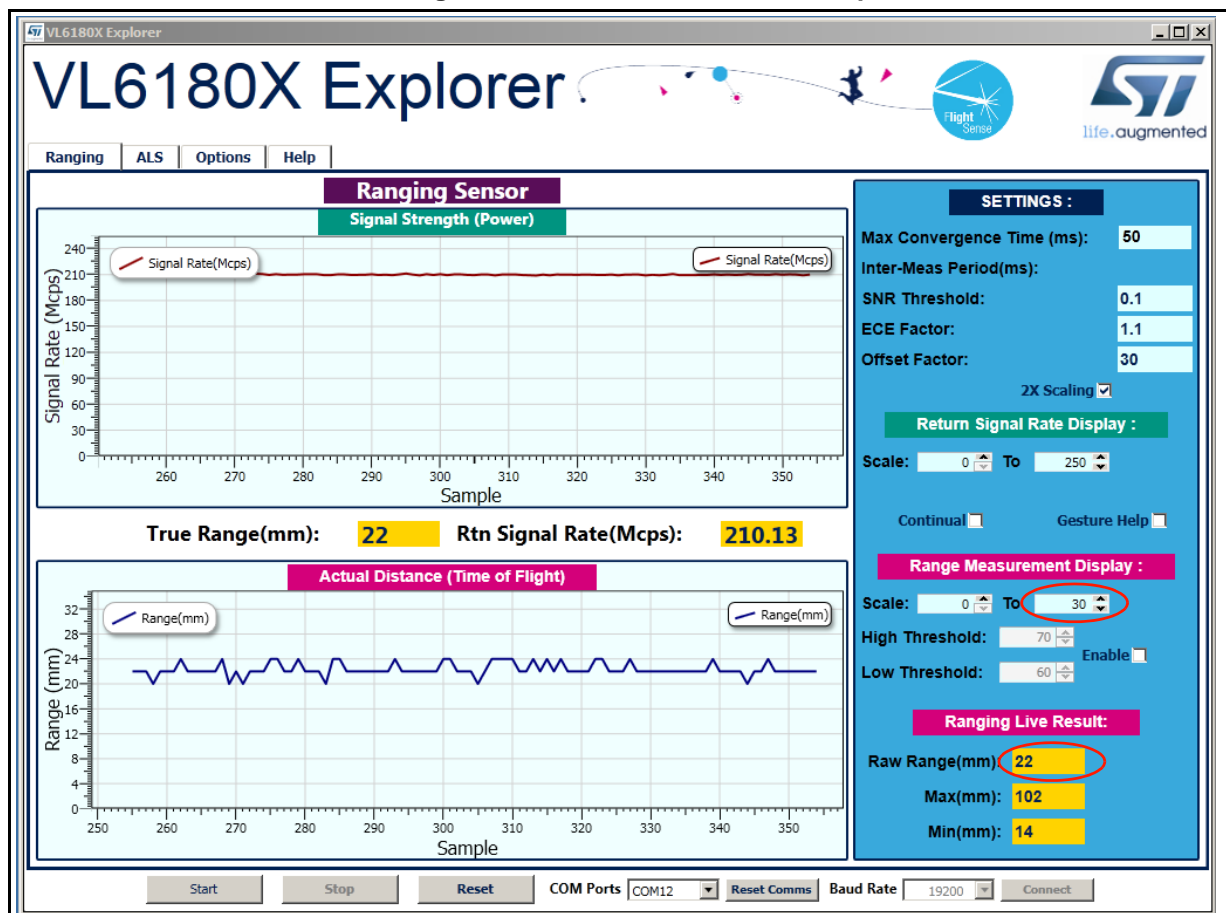 VL6180X Explorer
VL6180X Explorer
Flight
Sense
ST
life.augmented
Ranging ALS Options Help
Ranging Sensor
Signal Strength (Power)
Signal Rate(Mcps)
Signal Rate(Mcps)
Signal Rate (Mcps)
240
210
180
150
120
90
60
30
0
260 270 280 290 300 310 320 330 340 350
Sample
True Range(mm): 22 Rtn Signal Rate(Mcps): 210.13
Actual Distance (Time of Flight)
Range(mm)
Range(mm)
Range (mm)
32
28
24
20
16
12
8
4
0
250 260 270 280 290 300 310 320 330 340 350
Sample
SETTINGS :
Max Convergence Time (ms): 50
Inter-Meas Period(ms):
SNR Threshold: 0.1
ECE Factor: 1.1
Offset Factor: 30
2X Scaling
Return Signal Rate Display :
Scale: 0 To 250
Continual Gesture Help
Range Measurement Display :
Scale: 0 To 30
High Threshold: 70
Enable
Low Threshold: 60
Ranging Live Result:
Raw Range(mm): 22
Max(mm): 102
Min(mm): 14
Start Stop Reset COM Ports COM12 Reset Comms Baud Rate 19200 Connect